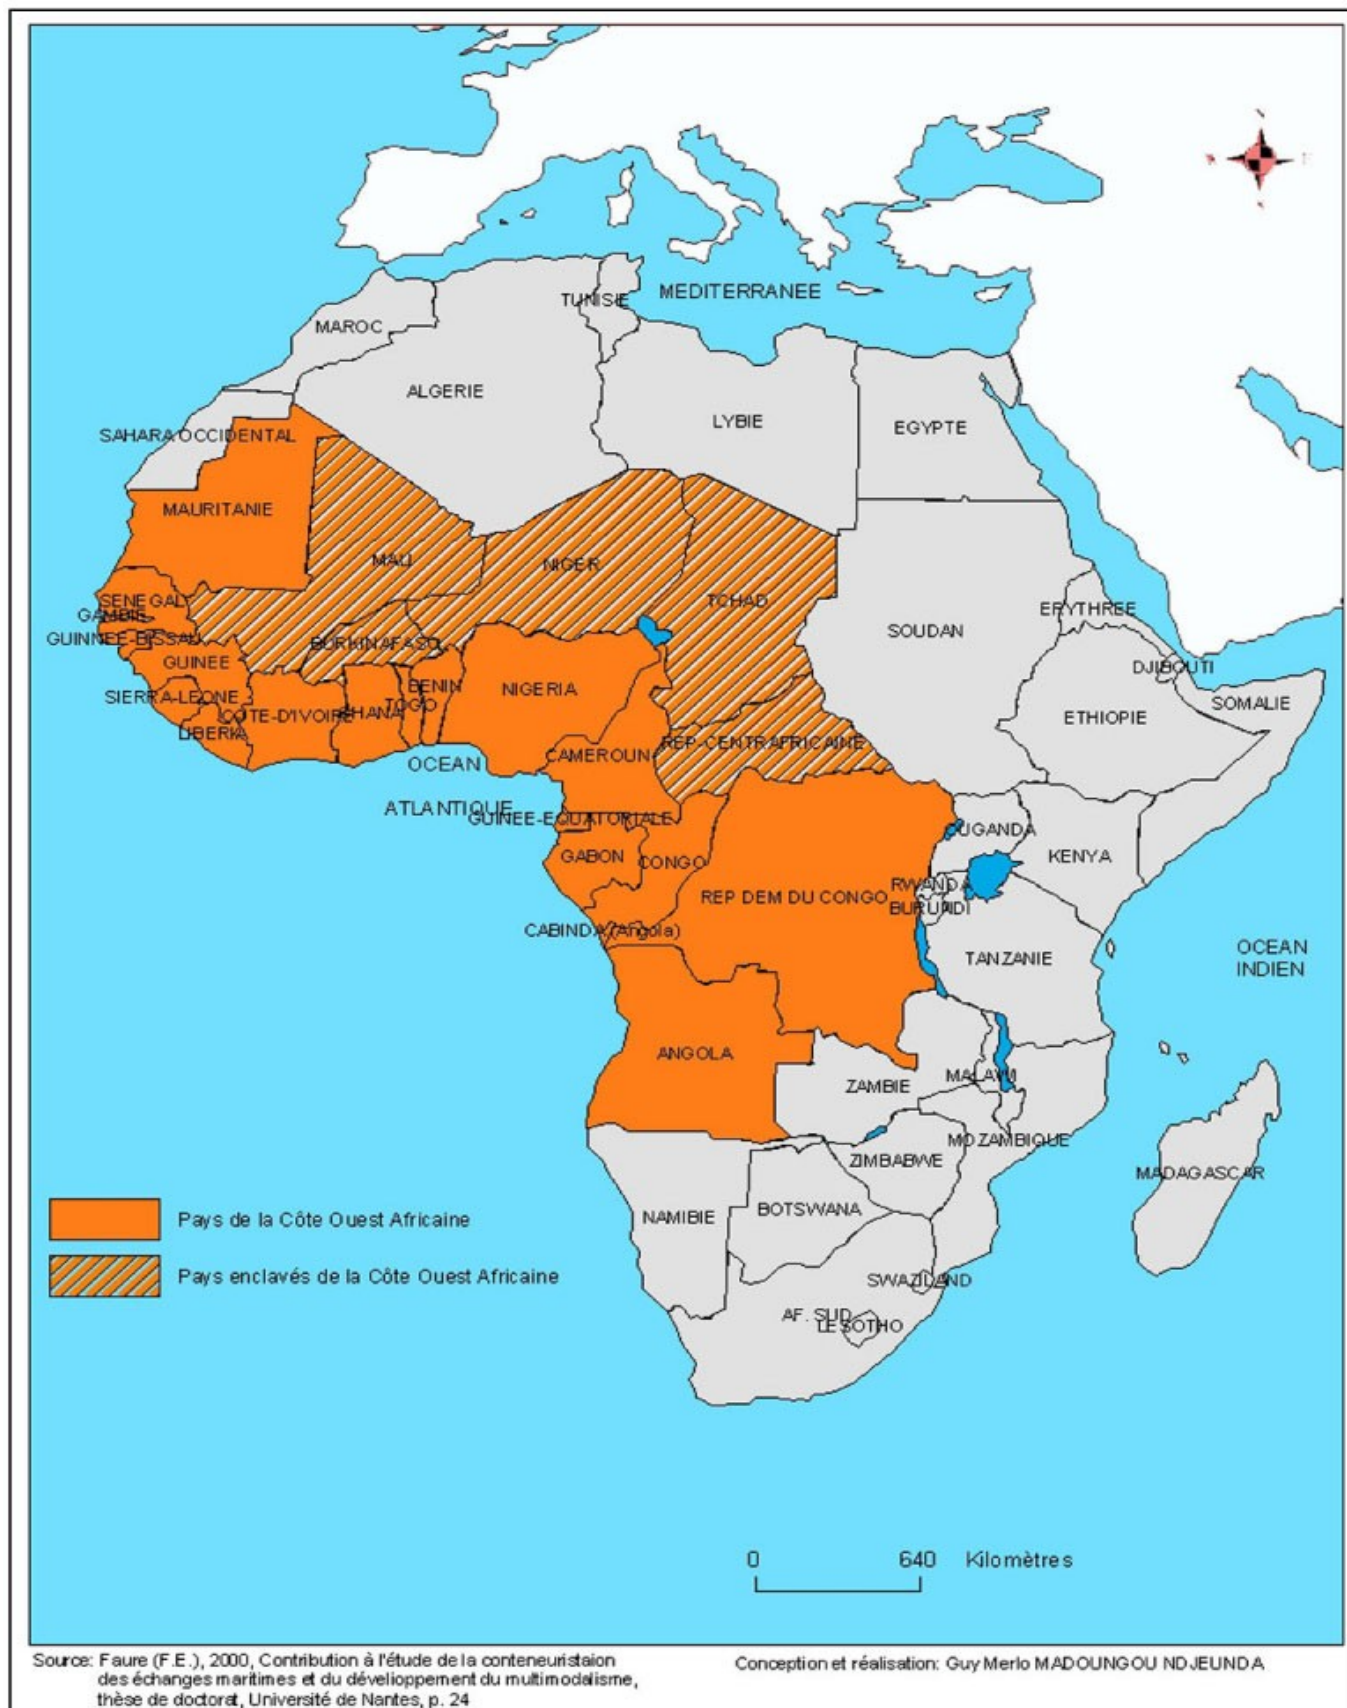 MEDITERRANEE
TUNISIE
MAROC
ALGERIE
LYBIE
EGYPTE
SAHARA OCCIDENTAL
MAURITANIE
MALI
NIGER
TCHAD
SOUDAN
ERYTHREE
SENEGAL
GAMBIE
GUINNEE-BISSAU
BURKINAFASO
GUINEE
DJIBOUTI
SOMALIE
ETHIOPIE
BENIN
NIGERIA
SIERRA-LEONE
TOGO
COTE-D'IVOIRE
GHANA
LIBERIA
REP-CENTRAFRICAINE
CAMEROUN
OCEAN
ATLANTIQUE
GUINEE-EQUATORIALE
OUGANDA
KENYA
GABON
CONGO
RWANDA
REP DEM DU CONGO
BURUNDI
CABINDA (Angola)
TANZANIE
OCEAN
INDIEN
ANGOLA
MALAWI
ZAMBIE
MOZAMBIQUE
ZIMBABWE
MADAGASCAR
BOTSWANA
NAMIBIE
Pays de la Côte Ouest Africaine
Pays enclavés de la Côte Ouest Africaine
SWAZILAND
AF. SUD
LESOTHO
0 640 Kilomètres
Source: Faure (F.E.), 2000, Contribution à l'étude de la conteneuristaion
des échanges maritimes et du dévelioppement du multimodalisme,
thèse de doctorat, Université de Nantes, p. 24
Conception et réalisation: Guy Merlo MADOUNGOU NDJEUNDA